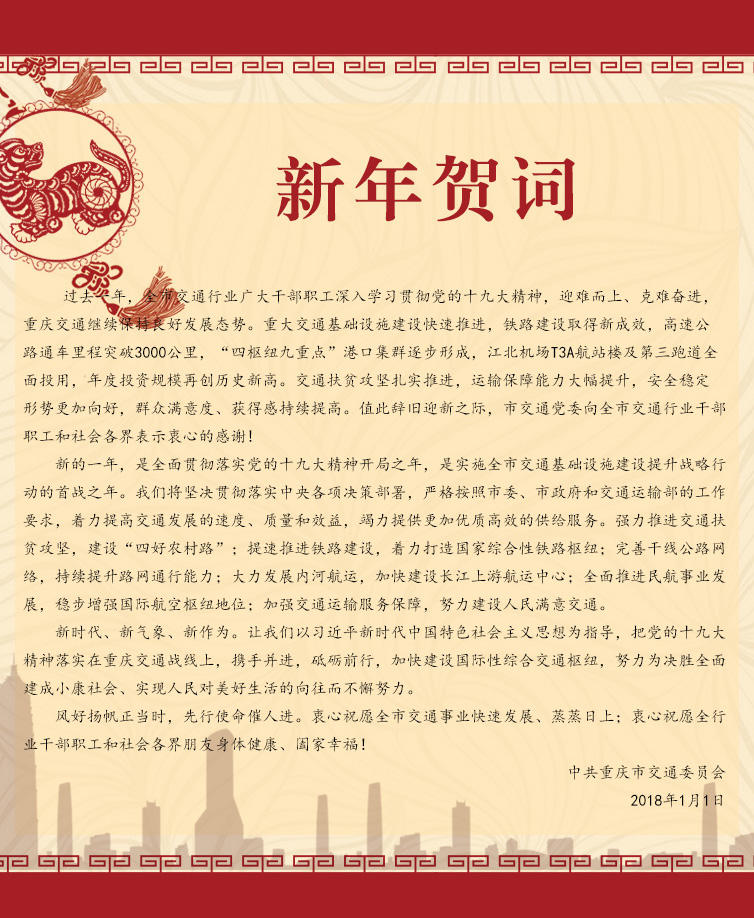 新年贺词
过去一年，全市交通行业广大干部职工深入学习贯彻党的十九大精神，迎难而上、克难奋进，
重庆交通继续保持良好发展态势。重大交通基础设施建设快速推进，铁路建设取得新成效，高速公
路通车里程突破3000公里，“四枢纽九重点”港口集群逐步形成，江北机场T3A航站楼及第三跑道全
面投用，年度投资规模再创历史新高。交通扶贫攻坚扎实推进，运输保障能力大幅提升，安全稳定
形势更加向好，群众满意度、获得感持续提高。值此辞旧迎新之际，市交通党委向全市交通行业干部
职工和社会各界表示衷心的感谢！
新的一年，是全面贯彻落实党的十九大精神开局之年，是实施全市交通基础设施建设提升战略行
动的首战之年。我们将坚决贯彻落实中央各项决策部署，严格按照市委、市政府和交通运输部的工作
要求，着力提高交通发展的速度、质量和效益，竭力提供更加优质高效的供给服务。强力推进交通扶
贫攻坚，建设“四好农村路”；提速推进铁路建设，着力打造国家综合性铁路枢纽；完善干线公路网
络，持续提升路网通行能力；大力发展内河航运，加快建设长江上游航运中心；全面推进民航事业发
展，稳步增强国际航空枢纽地位；加强交通运输服务保障，努力建设人民满意交通。
新时代、新气象、新作为。让我们以习近平新时代中国特色社会主义思想为指导，把党的十九大
精神落实在重庆交通战线上，携手并进，砥砺前行，加快建设国际性综合交通枢纽，努力为决胜全面
建成小康社会、实现人民对美好生活的向往而不懈努力。
风好扬帆正当时，先行使命催人进。衷心祝愿全市交通事业快速发展、蒸蒸日上；衷心祝愿全行
业干部职工和社会各界朋友身体健康、阖家幸福！
中共重庆市交通委员会
2018年1月1日